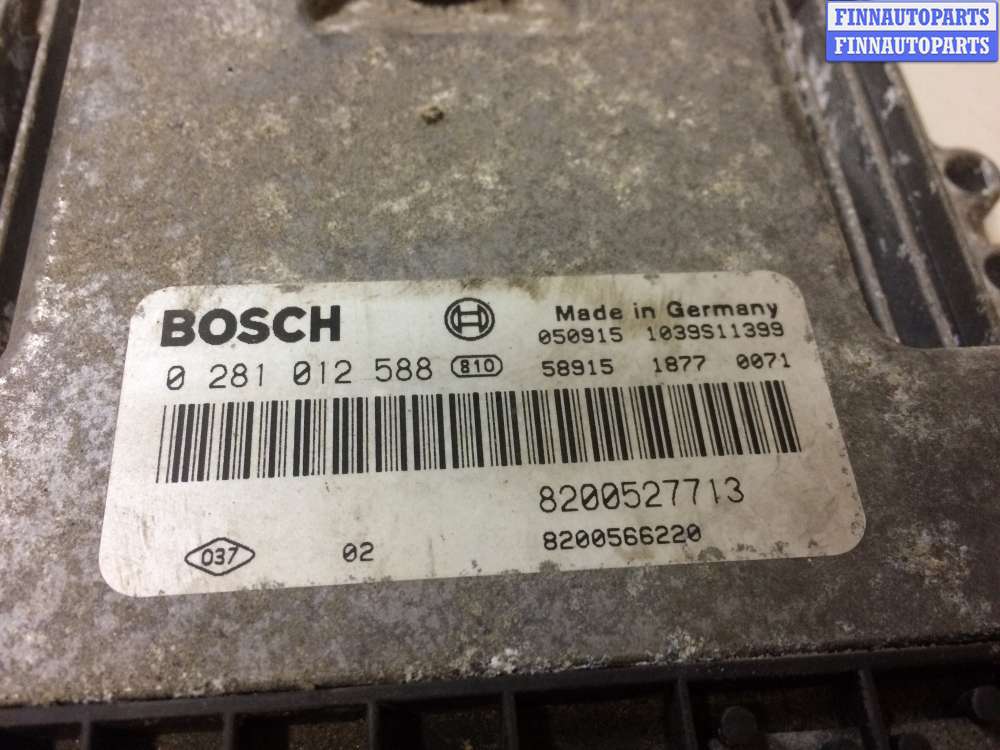 FINNAUTOPARTS
FINNAUTOPARTS
BOSCH
Made in Germany
050915 1039S11399
0 281 012 588 810 58915 1877 0071
8200527713
037 02 8200566220